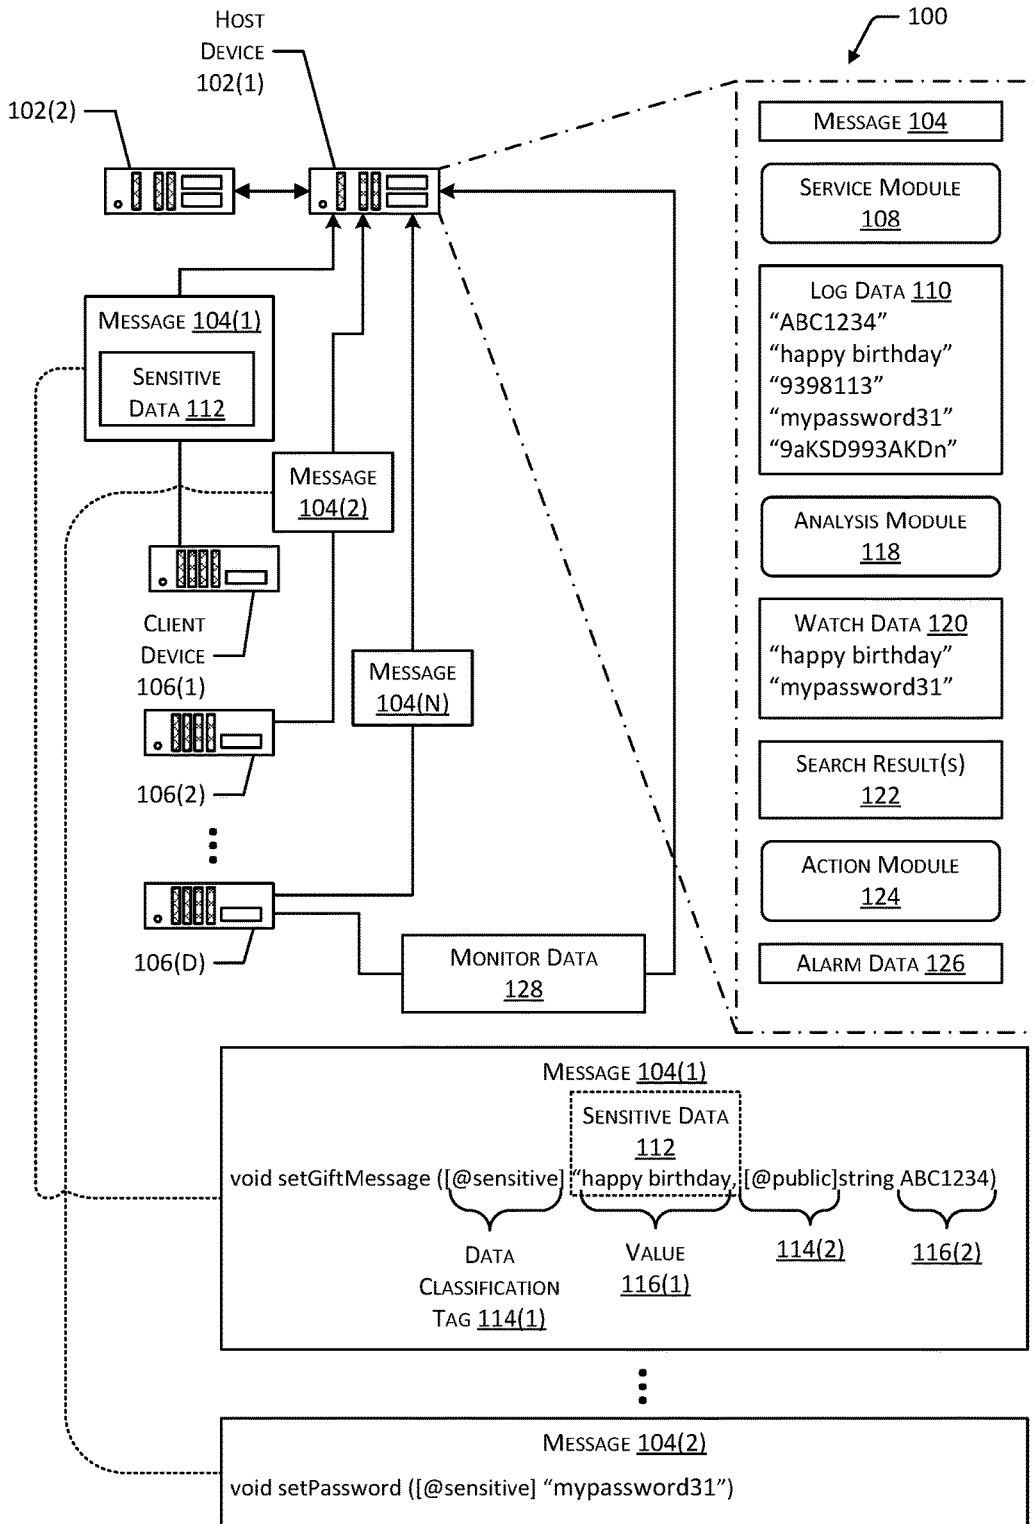 100
HOST
DEVICE
102(1)
102(2)
MESSAGE 104
SERVICE MODULE
108
LOG DATA 110
“ABC1234”
“happy birthday”
“9398113”
“mypassword31”
“9aKSD993AKDn”
ANALYSIS MODULE
118
WATCH DATA 120
“happy birthday”
“mypassword31”
SEARCH RESULT(S)
122
ACTION MODULE
124
ALARM DATA 126
MESSAGE 104(1)
SENSITIVE
DATA 112
MESSAGE
104(2)
CLIENT
DEVICE
106(1)
MESSAGE
104(N)
106(2)
106(D)
MONITOR DATA
128
MESSAGE 104(1)
SENSITIVE DATA
112
void setGiftMessage ([@sensitive] “happy birthday, [@public]string ABC1234)
DATA
CLASSIFICATION
TAG 114(1)
VALUE
116(1)
114(2)
116(2)
MESSAGE 104(2)
void setPassword ([@sensitive] “mypassword31”)